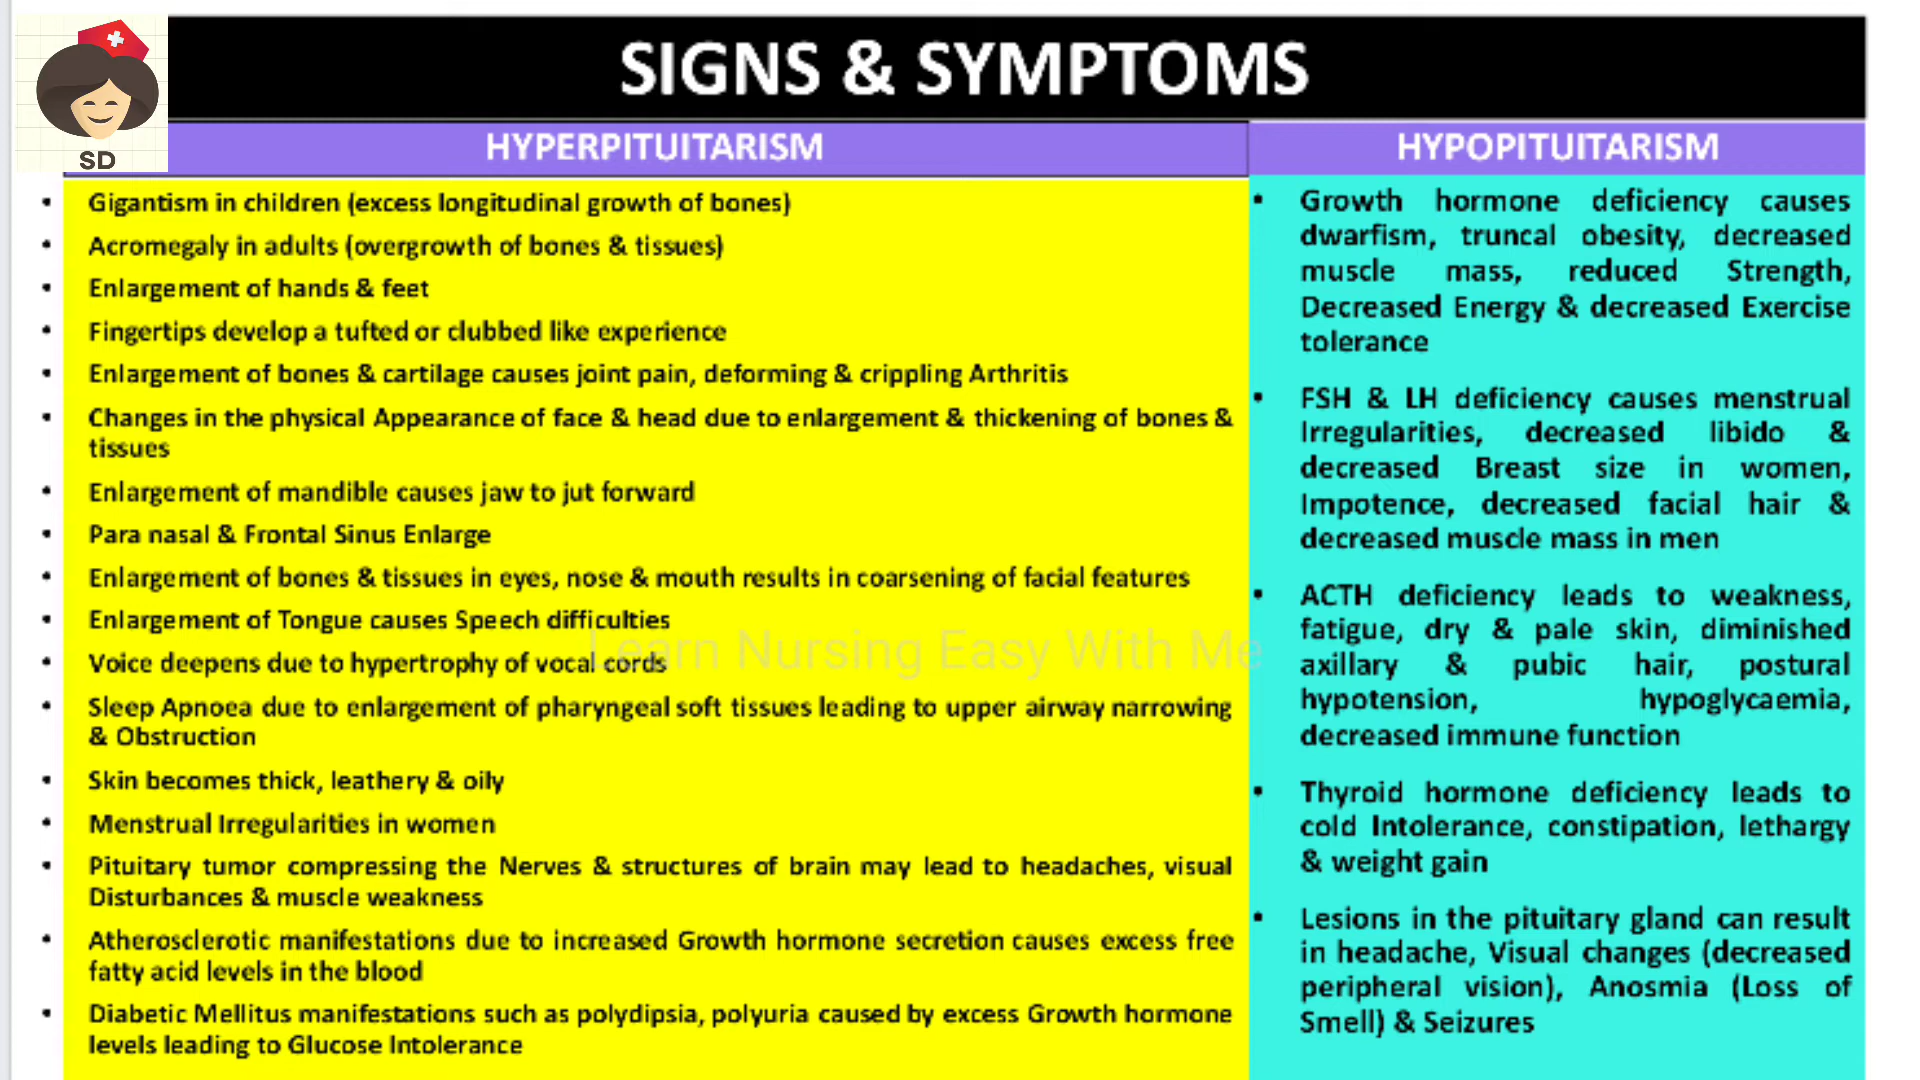 SIGNS & SYMPTOMS
SD
HYPERPITUITARISM
• Gigantism in children (excess longitudinal growth of bones)
• Acromegaly in adults (overgrowth of bones & tissues)
• Enlargement of hands & feet
• Fingertips develop a tufted or clubbed like experience
• Enlargement of bones & cartilage causes joint pain, deforming & crippling Arthritis
• Changes in the physical Appearance of face & head due to enlargement & thickening of bones &
tissues
• Enlargement of mandible causes jaw to jut forward
• Para nasal & Frontal Sinus Enlarge
• Enlargement of bones & tissues in eyes, nose & mouth results in coarsening of facial features
• Enlargement of Tongue causes Speech difficulties
• Voice deepens due to hypertrophy of vocal cords
• Sleep Apnoea due to enlargement of pharyngeal soft tissues leading to upper airway narrowing
& Obstruction
• Skin becomes thick, leathery & oily
• Menstrual Irregularities in women
• Pituitary tumor compressing the Nerves & structures of brain may lead to headaches, visual
Disturbances & muscle weakness
• Atherosclerotic manifestations due to increased Growth hormone secretion causes excess free
fatty acid levels in the blood
• Diabetic Mellitus manifestations such as polydipsia, polyuria caused by excess Growth hormone
levels leading to Glucose Intolerance
HYPOPITUITARISM
• Growth hormone deficiency causes
dwarfism, truncal obesity, decreased
muscle mass, reduced Strength,
Decreased Energy & decreased Exercise
tolerance
• FSH & LH deficiency causes menstrual
Irregularities, decreased libido &
decreased Breast size in women,
Impotence, decreased facial hair &
decreased muscle mass in men
• ACTH deficiency leads to weakness,
fatigue, dry & pale skin, diminished
axillary & pubic hair, postural
hypotension, hypoglycaemia,
decreased immune function
• Thyroid hormone deficiency leads to
cold Intolerance, constipation, lethargy
& weight gain
• Lesions in the pituitary gland can result
in headache, Visual changes (decreased
peripheral vision), Anosmia (Loss of
Smell) & Seizures
Learn Nursing Easy With Me